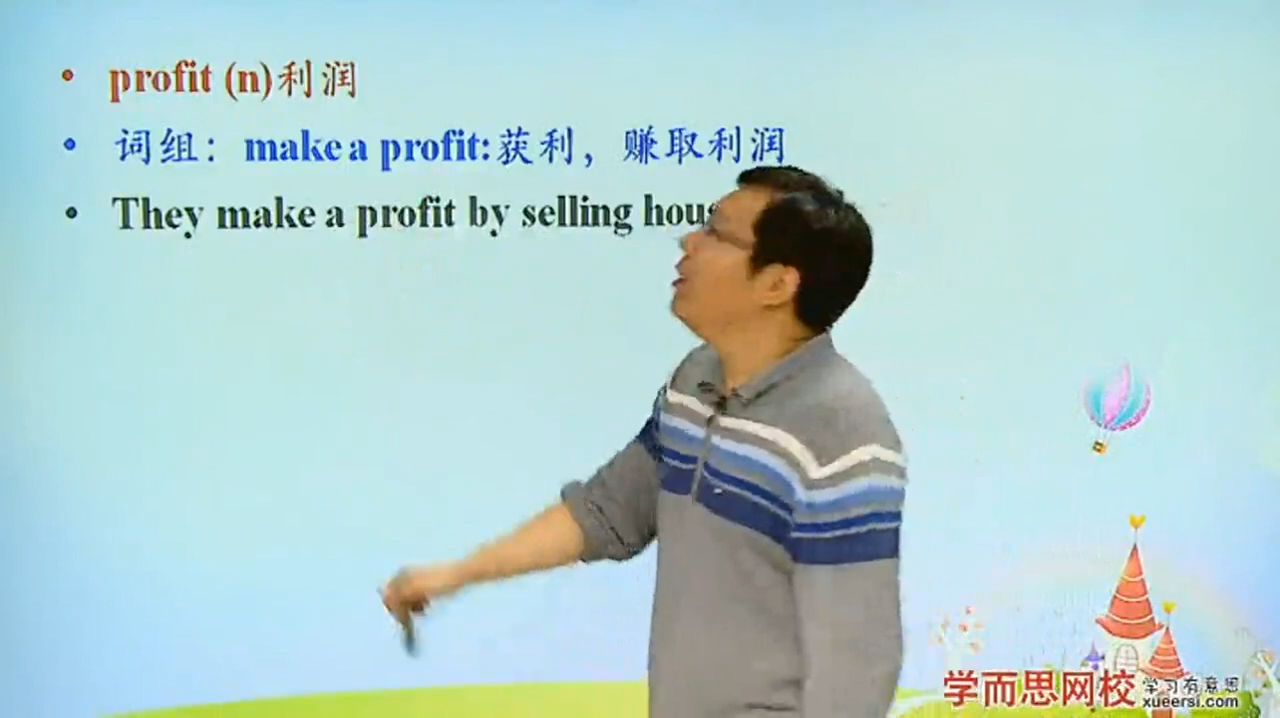 • profit (n)利润
• 词组：make a profit:获利，赚取利润
• They make a profit by selling
学而思网校
学习有意思
xueersi.com